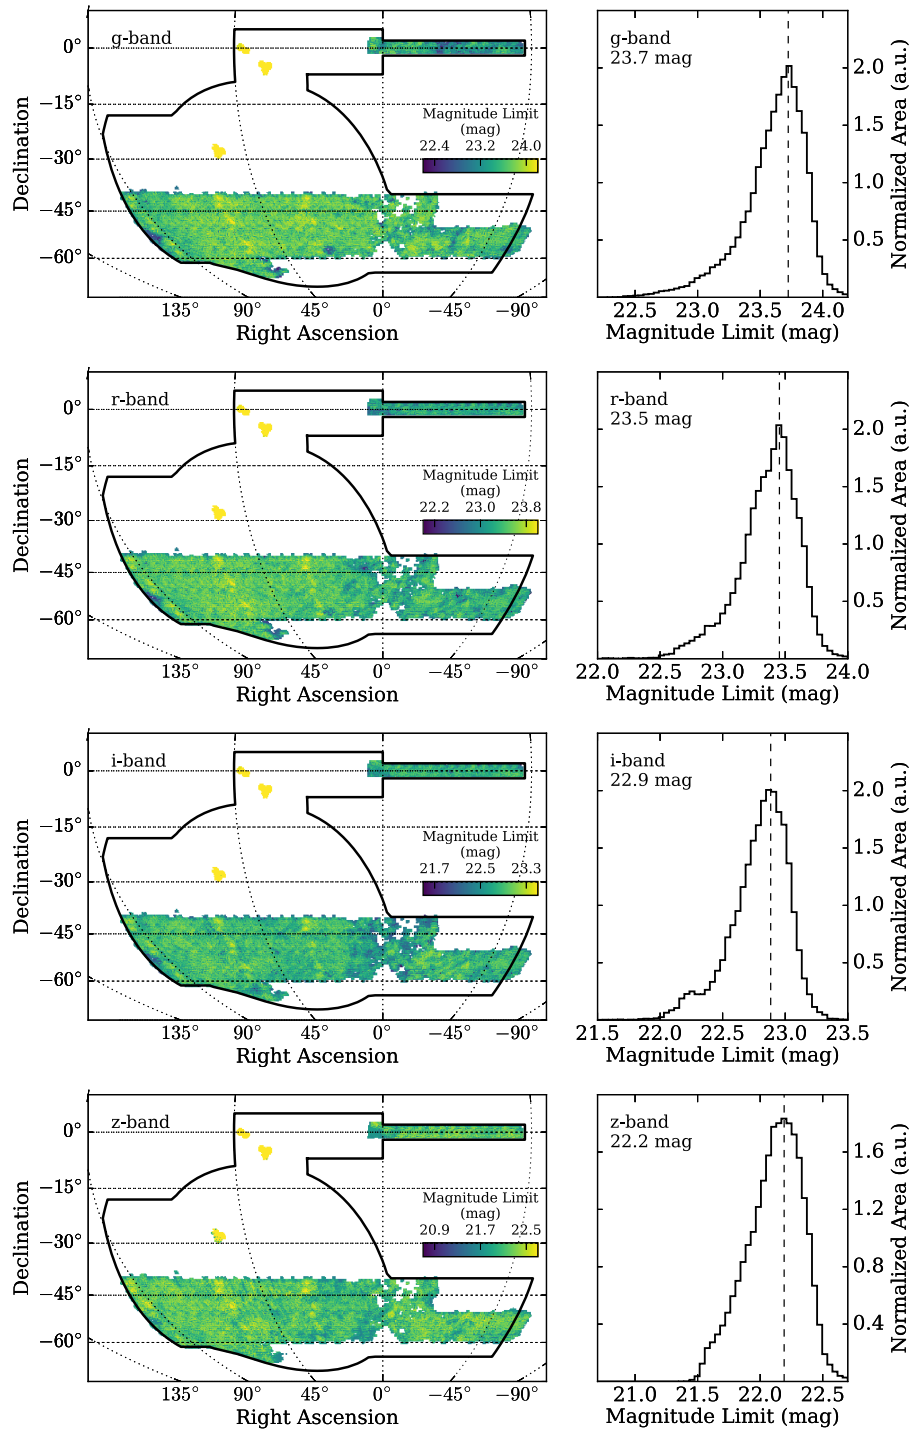 g-band
0°
−15°
−30°
−45°
−60°
Declination
Magnitude Limit
(mag)
22.4 23.2 24.0
135° 90° 45° 0° −45° −90°
Right Ascension
g-band
23.7 mag
2.0
1.5
1.0
0.5
Normalized Area (a.u.)
22.5 23.0 23.5 24.0
Magnitude Limit (mag)
r-band
0°
−15°
−30°
−45°
−60°
Declination
Magnitude Limit
(mag)
22.2 23.0 23.8
135° 90° 45° 0° −45° −90°
Right Ascension
r-band
23.5 mag
2.0
1.5
1.0
0.5
Normalized Area (a.u.)
22.0 22.5 23.0 23.5 24.0
Magnitude Limit (mag)
i-band
0°
−15°
−30°
−45°
−60°
Declination
Magnitude Limit
(mag)
21.7 22.5 23.3
135° 90° 45° 0° −45° −90°
Right Ascension
i-band
22.9 mag
2.0
1.5
1.0
0.5
Normalized Area (a.u.)
21.5 22.0 22.5 23.0 23.5
Magnitude Limit (mag)
z-band
0°
−15°
−30°
−45°
−60°
Declination
Magnitude Limit
(mag)
20.9 21.7 22.5
135° 90° 45° 0° −45° −90°
Right Ascension
z-band
22.2 mag
1.6
1.2
0.8
0.4
Normalized Area (a.u.)
21.0 21.5 22.0 22.5
Magnitude Limit (mag)